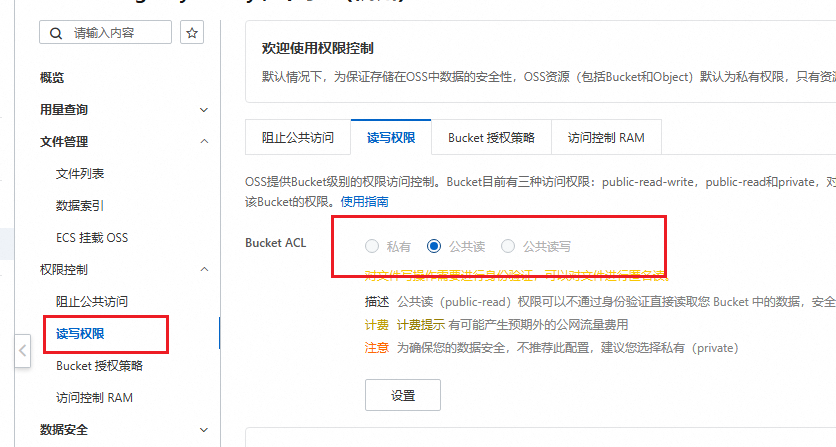 请输入内容
概览
用量查询
文件管理
文件列表
数据索引
ECS 挂载 OSS
权限控制
阻止公共访问
读写权限
Bucket 授权策略
访问控制 RAM
数据安全
欢迎使用权限控制
默认情况下，为保证存储在OSS中数据的安全性，OSS资源（包括Bucket和Object）默认为私有权限，只有资源
阻止公共访问 读写权限 Bucket 授权策略 访问控制 RAM
OSS提供Bucket级别的权限访问控制。Bucket目前有三种访问权限：public-read-write，public-read和private，对
该Bucket的权限。使用指南
Bucket ACL 私有 公共读 公共读写
对文件写操作需要进行身份验证，可以对文件进行匿名读。
描述 公共读（public-read）权限可以不通过身份验证直接读取您 Bucket 中的数据，安全
计费 计费提示 有可能产生预期外的公网流量费用
注意 为确保您的数据安全，不推荐此配置，建议您选择私有（private）
设置